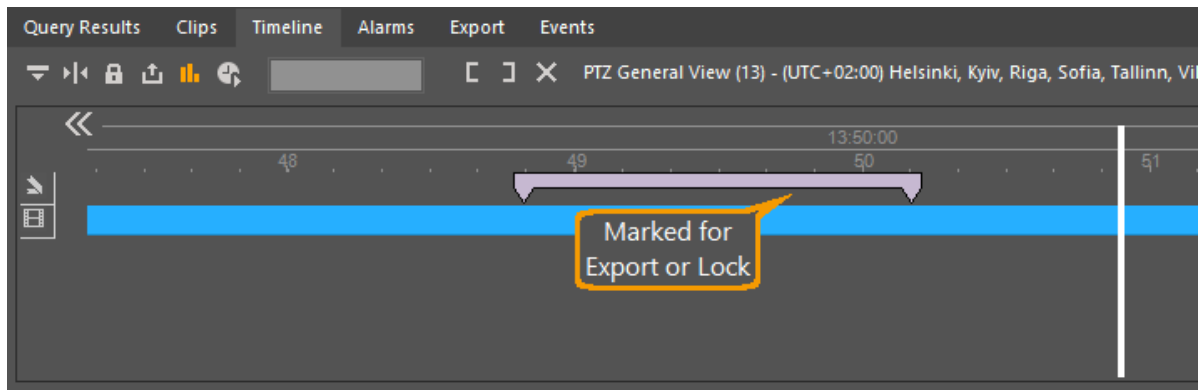 Query Results Clips Timeline Alarms Export Events
PTZ General View (13) - (UTC+02:00) Helsinki, Kyiv, Riga, Sofia, Tallinn,
13:50:00
48 49 50 51
Marked for
Export or Lock